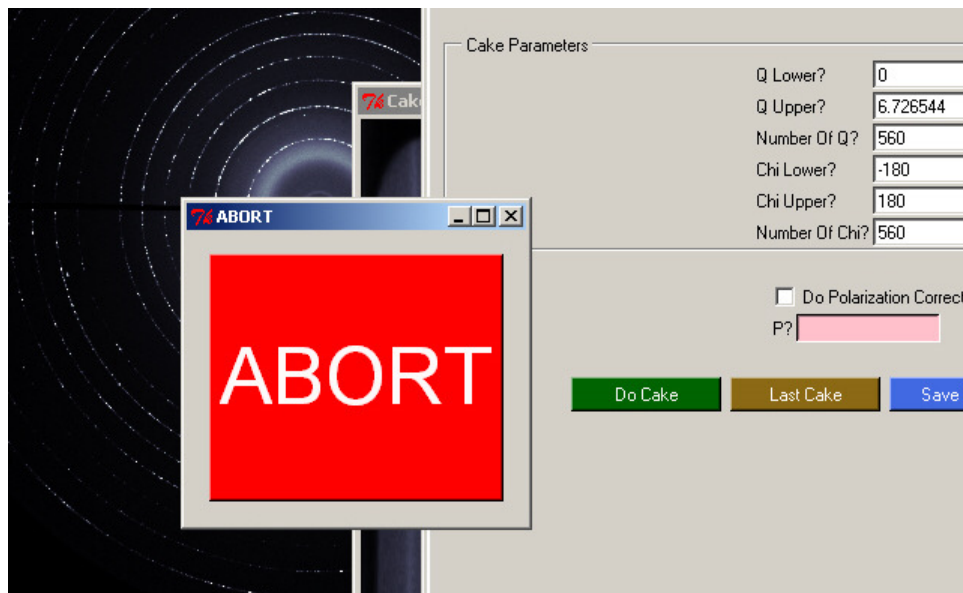 Cake Parameters
Q Lower? 0
Q Upper? 6.726544
Number Of Q? 560
Chi Lower? -180
Chi Upper? 180
Number Of Chi? 560
Cake
ABORT
ABORT
Do Polarization Correct
P?
Do Cake
Last Cake
Save